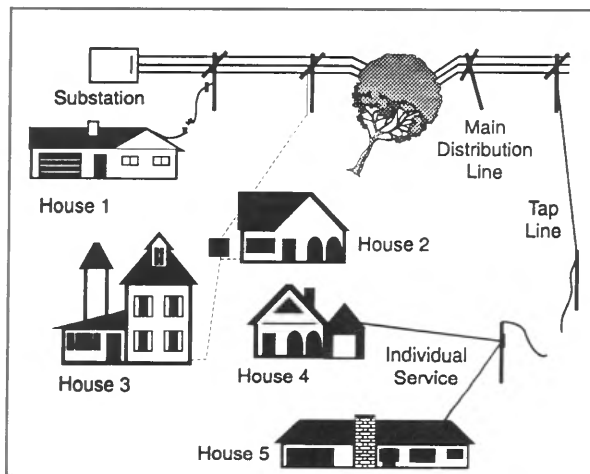 Substation
Main
Distribution
Line
House 1
Tap
Line
House 2
House 3
House 4
Individual
Service
House 5